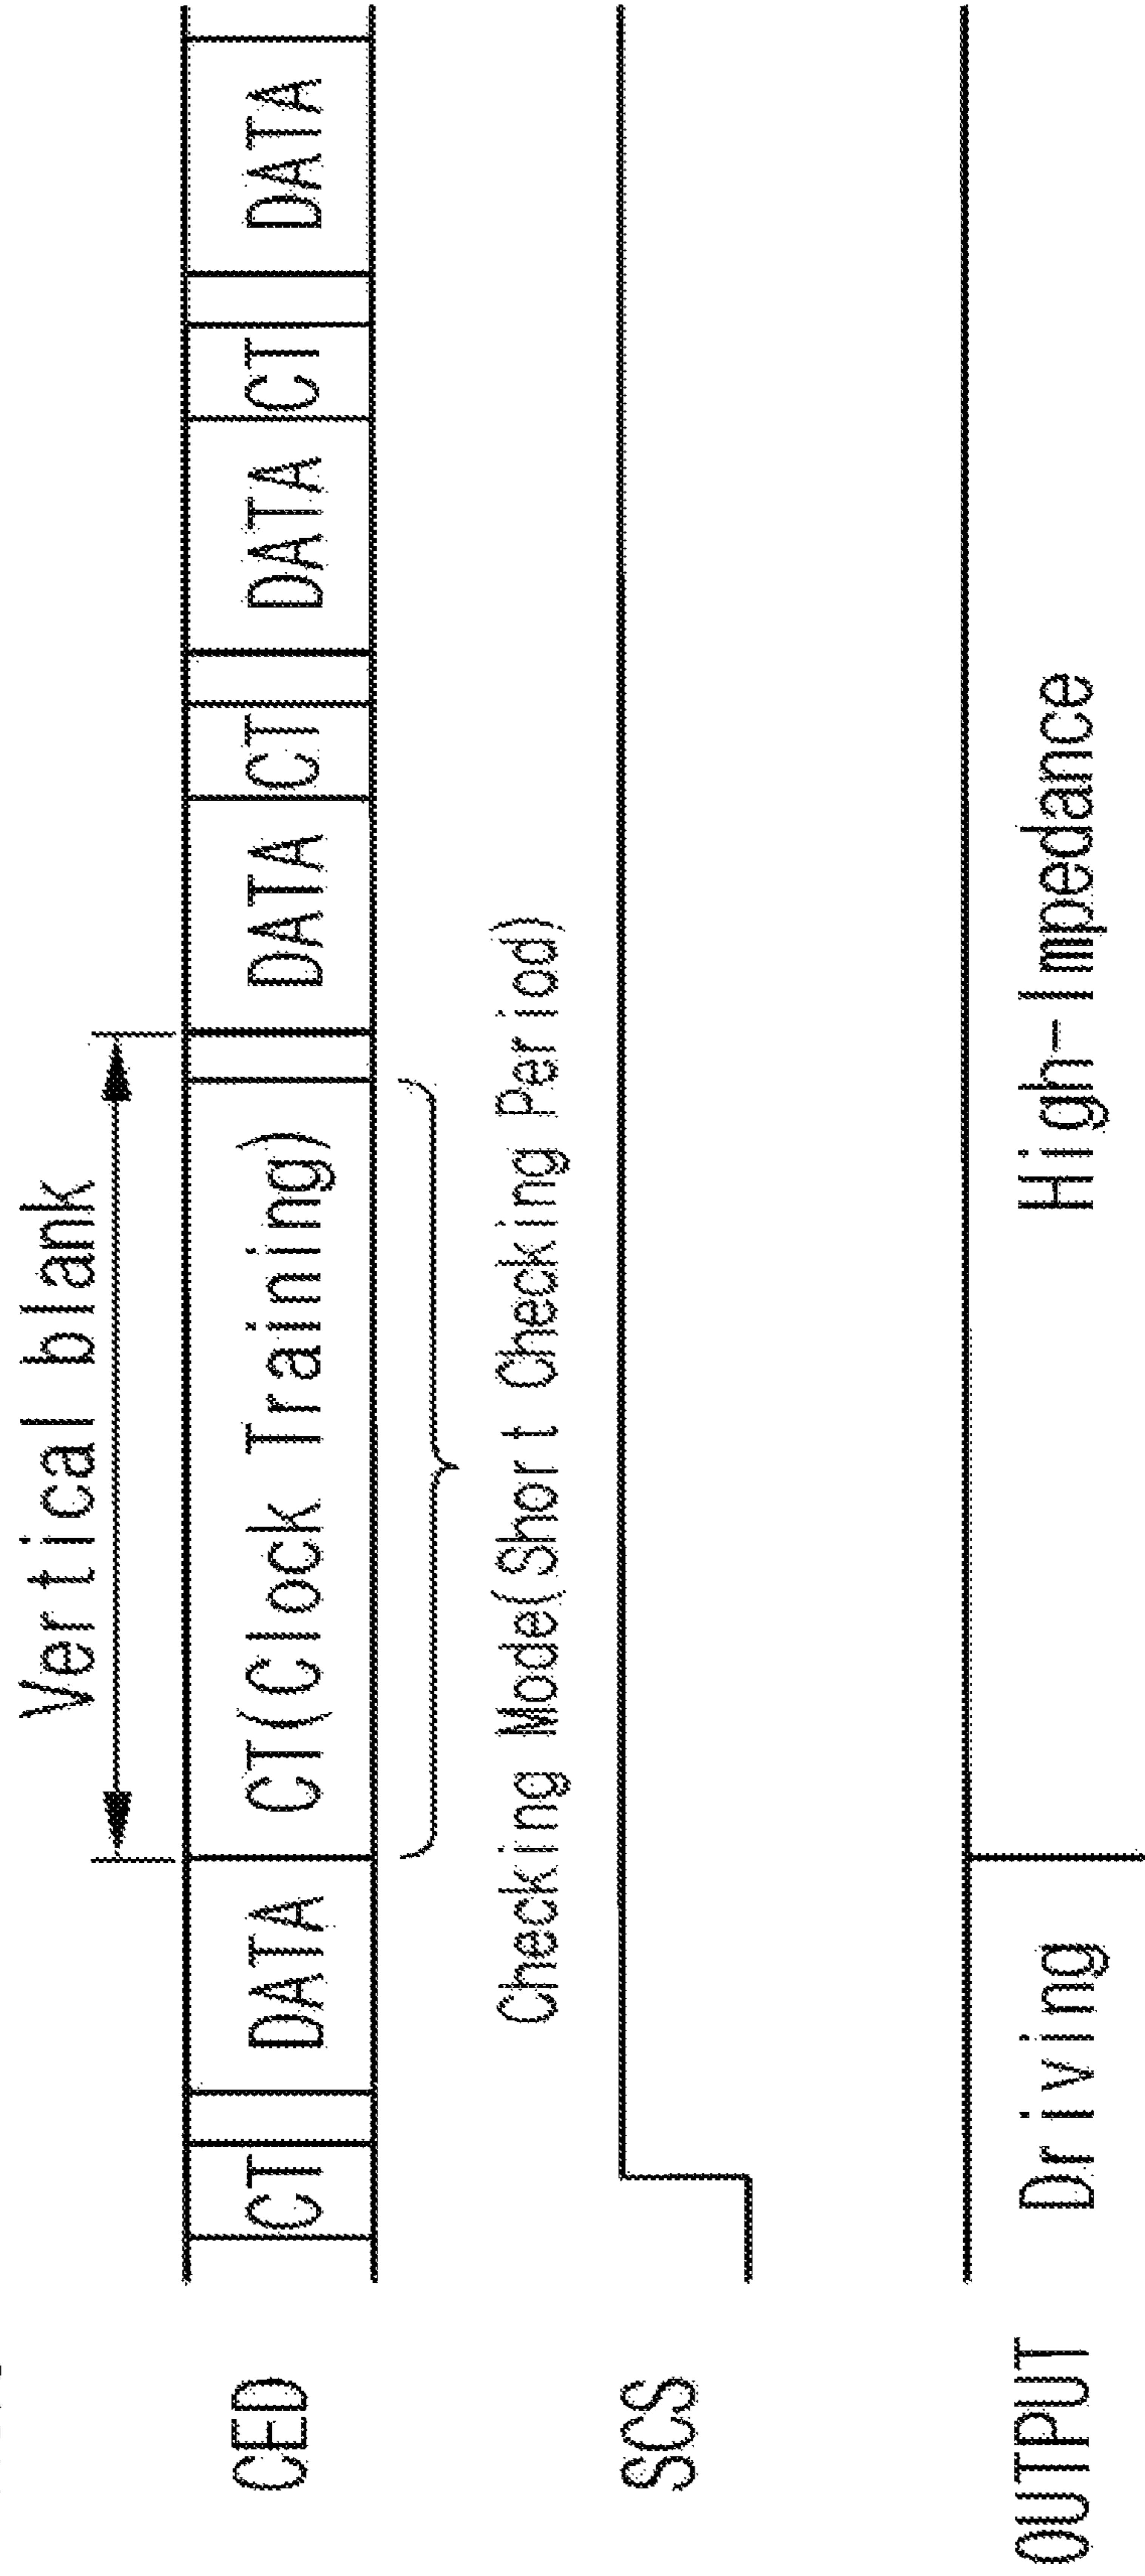 Vertical blank
CED
CT DATA CT(Clock Training) DATA CT DATA CT DATA
Checking Mode(Short Checking Period)
SCS
OUTPUT
Driving High-Impedance